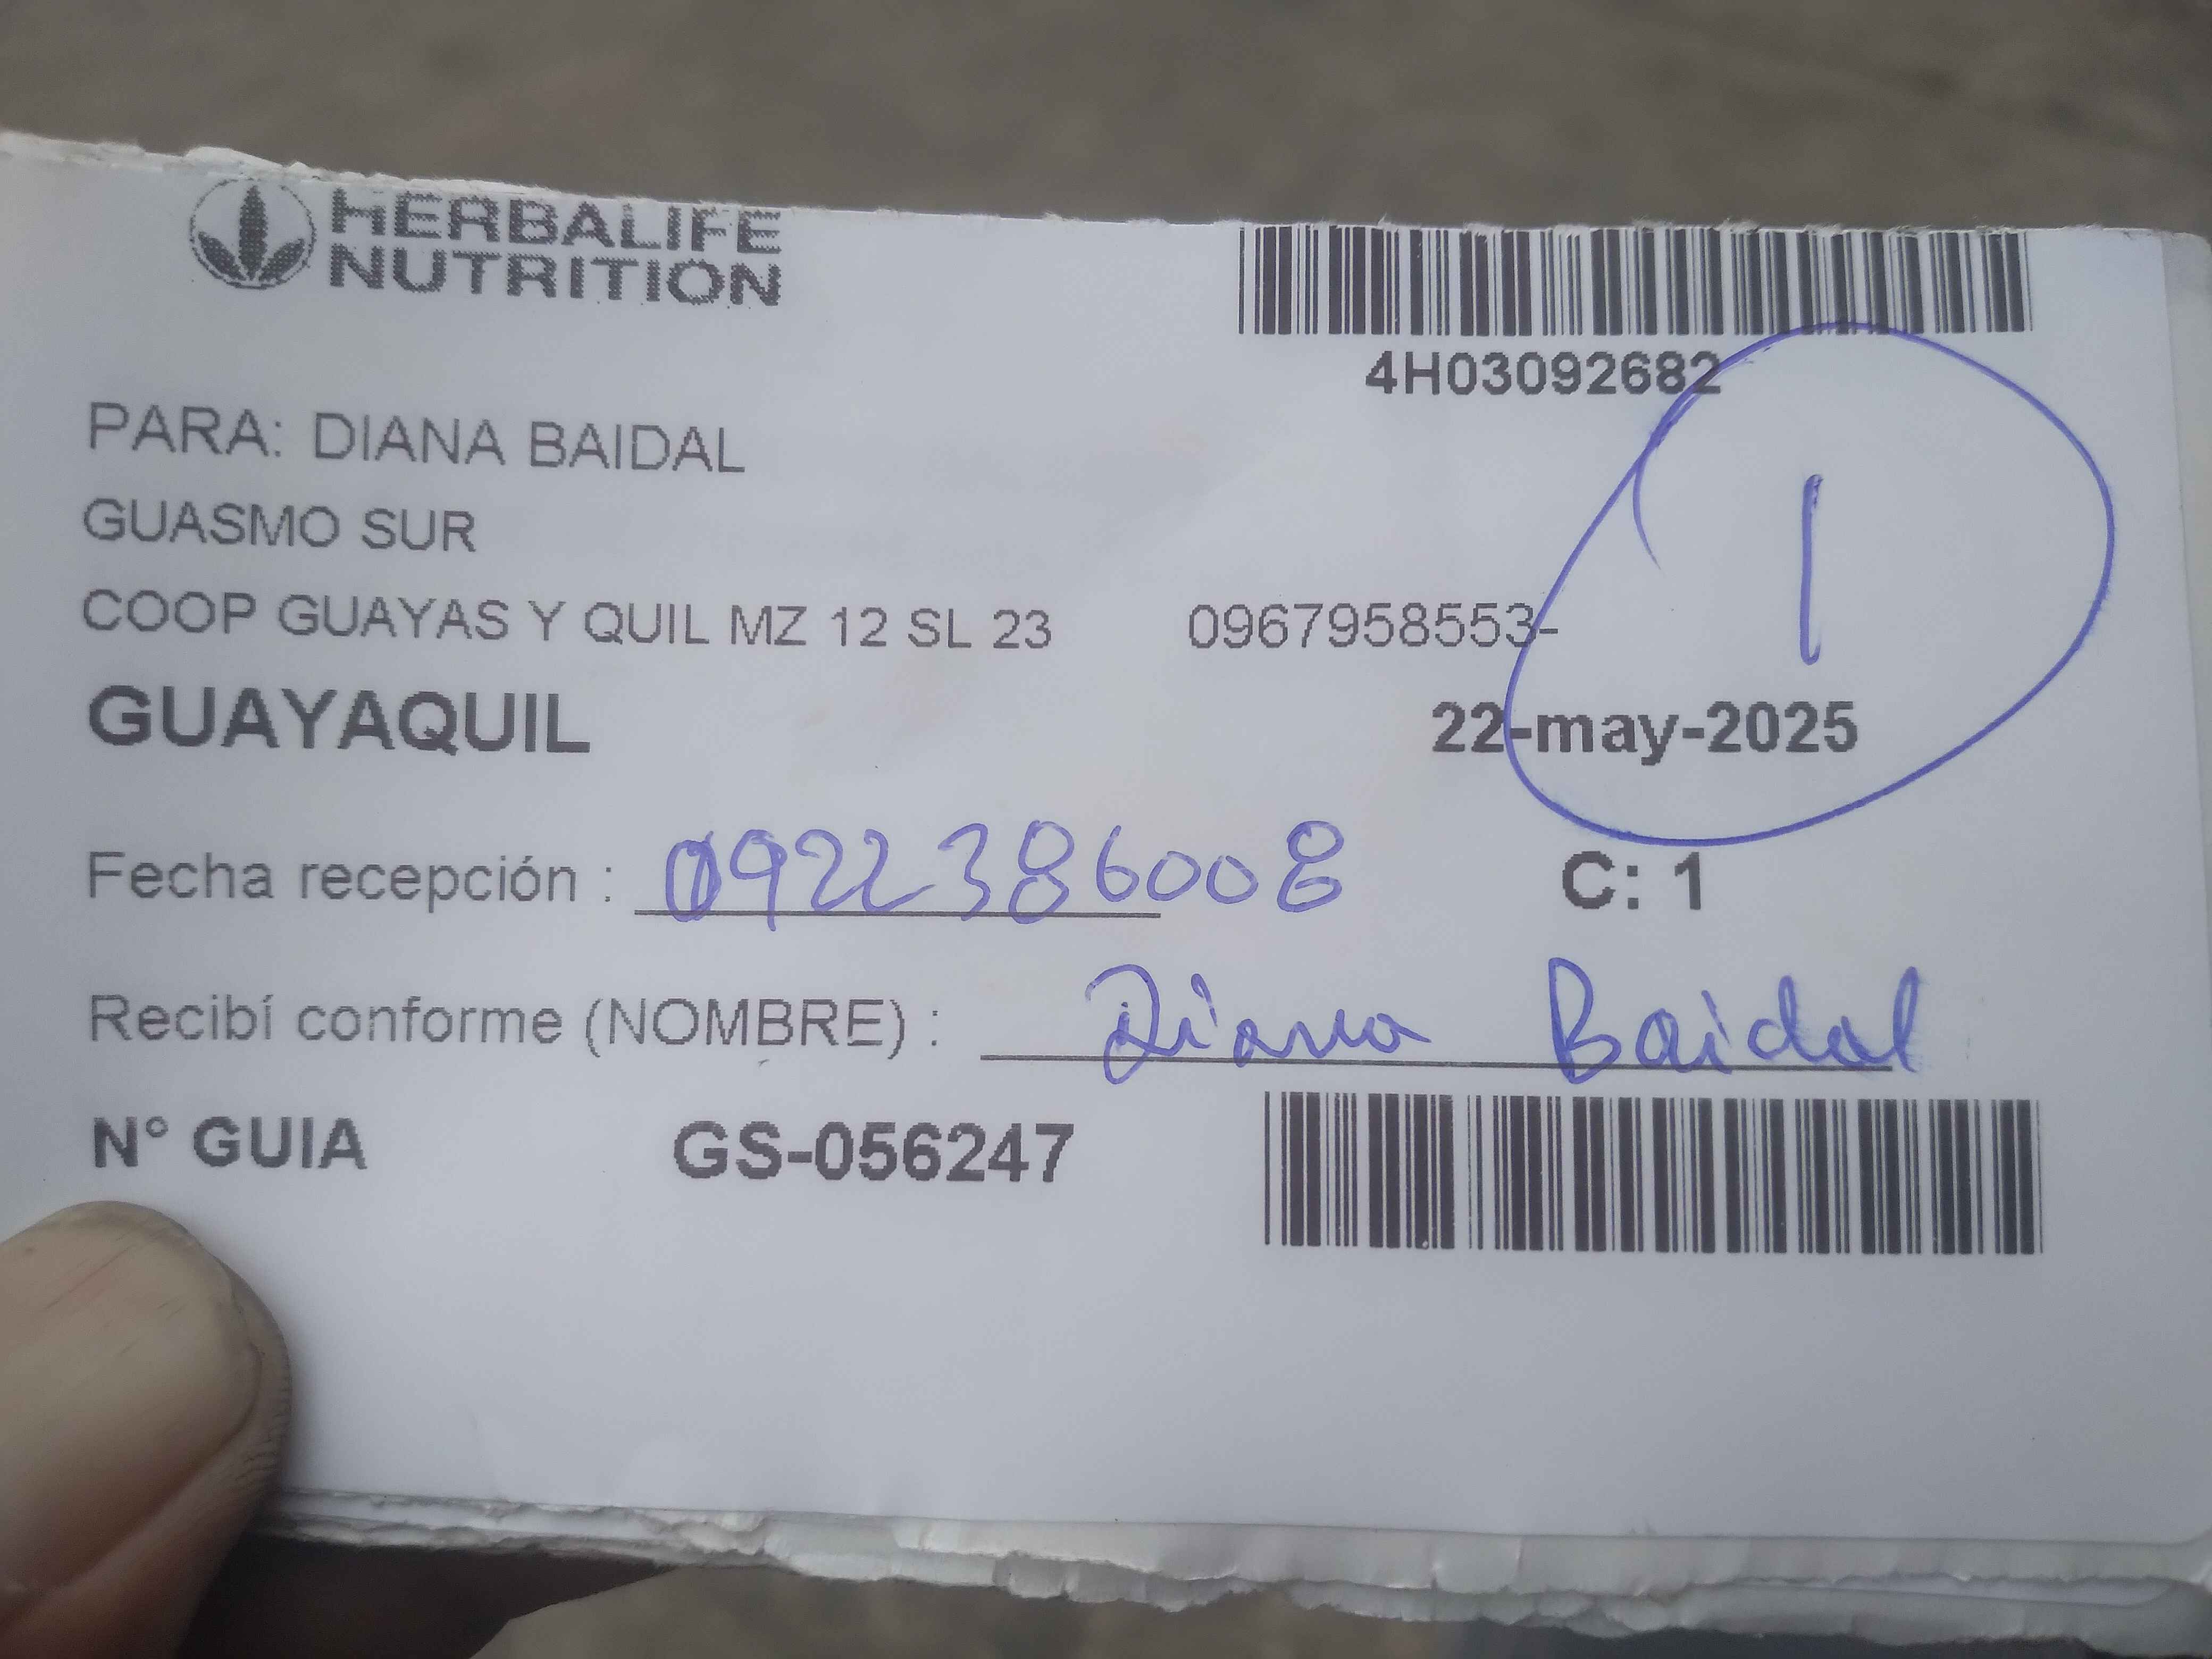 HERBALIFE
NUTRITION
4H03092682
PARA: DIANA BAIDAL
GUASMO SUR
COOP GUAYAS Y QUIL MZ 12 SL 23 0967958553-
1
GUAYAQUIL 22-may-2025
Fecha recepción : 0922386008 C: 1
Recibí conforme (NOMBRE) : Diana Baidal
N° GUIA GS-056247